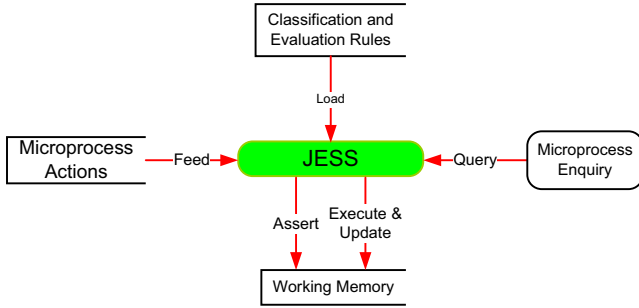 Classification and
Evaluation Rules
Load
Microprocess
Actions
Feed
JESS
Query
Microprocess
Enquiry
Assert
Execute &
Update
Working Memory